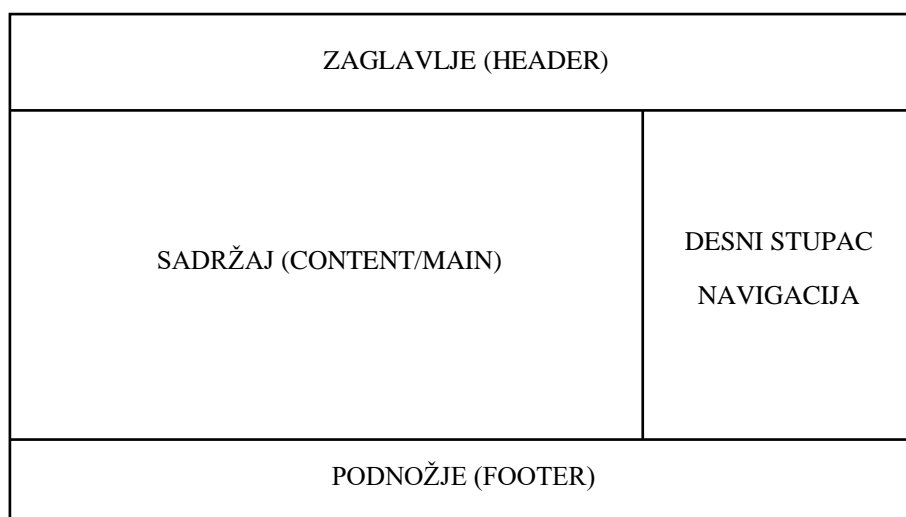 ZAGLAVLJE (HEADER)
SADRŽAJ (CONTENT/MAIN)
DESNI STUPAC
NAVIGACIJA
PODNOŽJE (FOOTER)